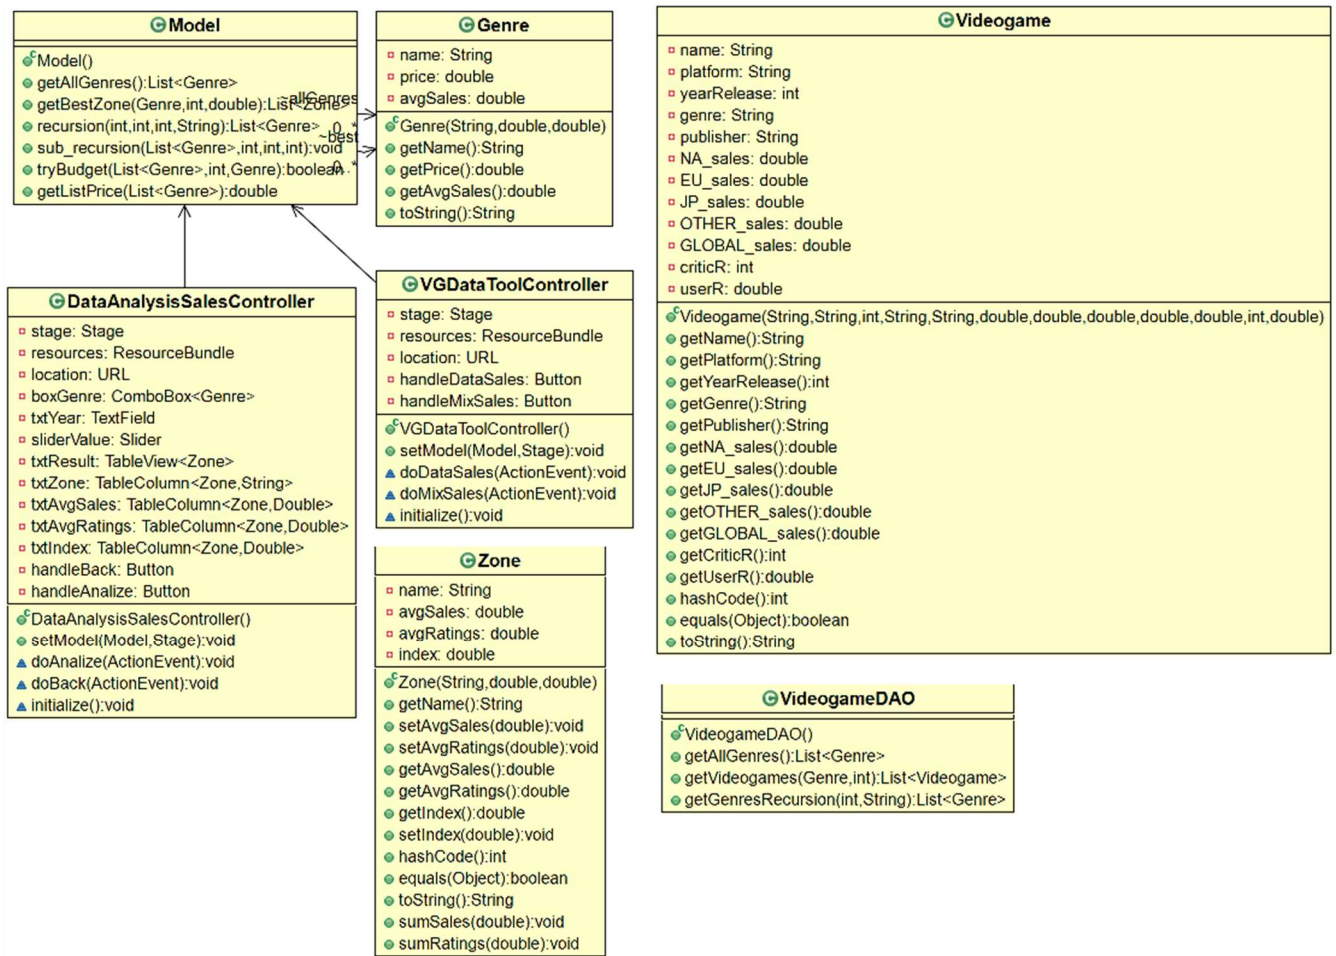 Model
Model()
getAllGenres():List<Genre>
getBestZone(Genre,int,double):List<Zone>
recursion(int,int,int,String):List<Genre>
sub_recursion(List<Genre>,int,int,int):void
tryBudget(List<Genre>,int,Genre):boolean
getListPrice(List<Genre>):double
~allGenres
0..*
~best
0..*
Genre
name: String
price: double
avgSales: double
Genre(String,double,double)
getName():String
getPrice():double
getAvgSales():double
toString():String
Videogame
name: String
platform: String
yearRelease: int
genre: String
publisher: String
NA_sales: double
EU_sales: double
JP_sales: double
OTHER_sales: double
GLOBAL_sales: double
criticR: int
userR: double
Videogame(String,String,int,String,String,double,double,double,double,double,int,double)
getName():String
getPlatform():String
getYearRelease():int
getGenre():String
getPublisher():String
getNA_sales():double
getEU_sales():double
getJP_sales():double
getOTHER_sales():double
getGLOBAL_sales():double
getCriticR():int
getUserR():double
hashCode():int
equals(Object):boolean
toString():String
DataAnalysisSalesController
stage: Stage
resources: ResourceBundle
location: URL
boxGenre: ComboBox<Genre>
txtYear: TextField
sliderValue: Slider
txtResult: TableView<Zone>
txtZone: TableColumn<Zone,String>
txtAvgSales: TableColumn<Zone,Double>
txtAvgRatings: TableColumn<Zone,Double>
txtIndex: TableColumn<Zone,Double>
handleBack: Button
handleAnalize: Button
DataAnalysisSalesController()
setModel(Model,Stage):void
doAnalize(ActionEvent):void
doBack(ActionEvent):void
initialize():void
VGDataToolController
stage: Stage
resources: ResourceBundle
location: URL
handleDataSales: Button
handleMixSales: Button
VGDataToolController()
setModel(Model,Stage):void
doDataSales(ActionEvent):void
doMixSales(ActionEvent):void
initialize():void
Zone
name: String
avgSales: double
avgRatings: double
index: double
Zone(String,double,double)
getName():String
setAvgSales(double):void
setAvgRatings(double):void
getAvgSales():double
getAvgRatings():double
getIndex():double
setIndex(double):void
hashCode():int
equals(Object):boolean
toString():String
sumSales(double):void
sumRatings(double):void
VideogameDAO
VideogameDAO()
getAllGenres():List<Genre>
getVideogames(Genre,int):List<Videogame>
getGenresRecursion(int,String):List<Genre>